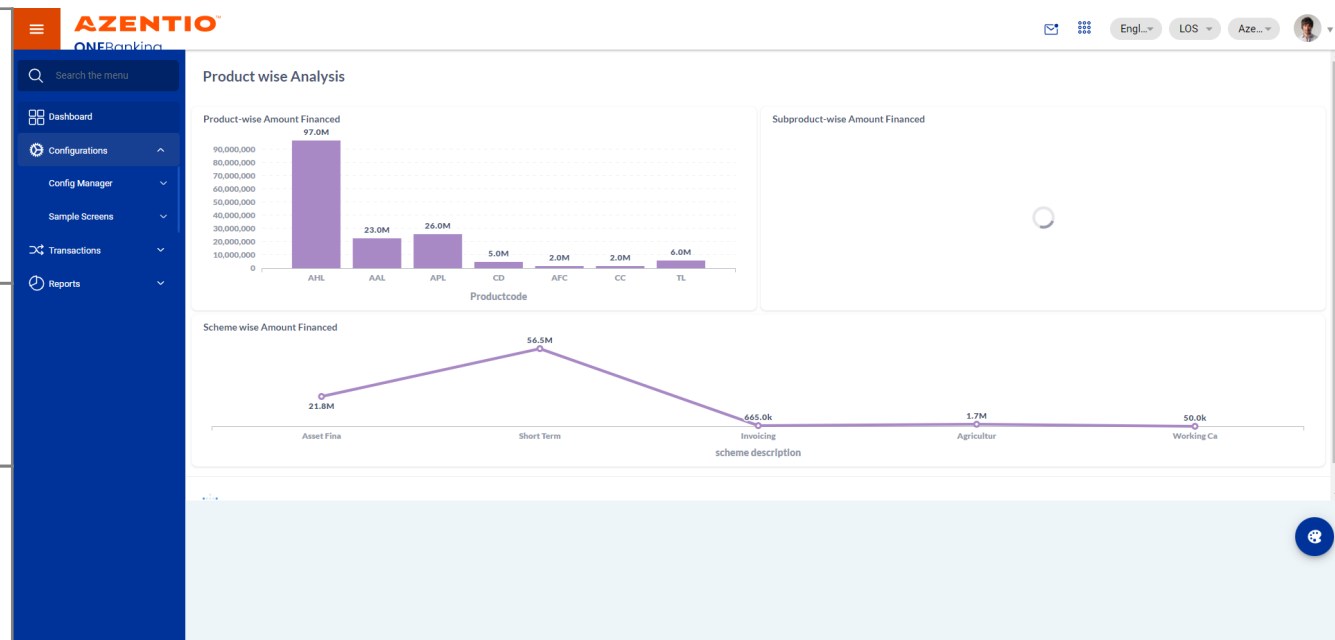 AZENTIO
ONEBanking
Engl...
LOS
Aze...
Search the menu
Dashboard
Configurations
Config Manager
Sample Screens
Transactions
Reports
Product wise Analysis
Product-wise Amount Financed
97.0M
90,000,000
80,000,000
70,000,000
60,000,000
50,000,000
40,000,000
30,000,000
20,000,000
10,000,000
0
23.0M
26.0M
5.0M
2.0M
2.0M
6.0M
AHL AAL APL CD AFC CC TL
Productcode
Subproduct-wise Amount Financed
Scheme wise Amount Financed
21.8M
56.5M
665.0k
1.7M
50.0k
Asset Fina Short Term Invoicing Agricultur Working Ca
scheme description